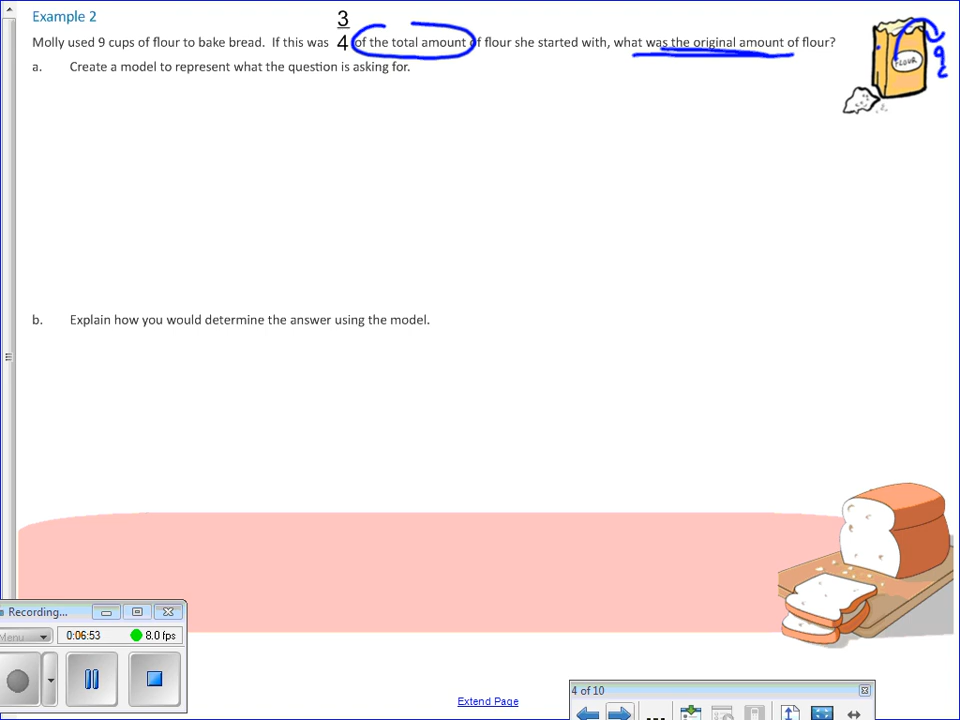 Example 2
Molly used 9 cups of flour to bake bread. If this was 3/4 of the total amount of flour she started with, what was the original amount of flour?
a. Create a model to represent what the question is asking for.
FLOUR
9c
b. Explain how you would determine the answer using the model.
Recording...
Menu
0:06:53
8.0 fps
Extend Page
4 of 10